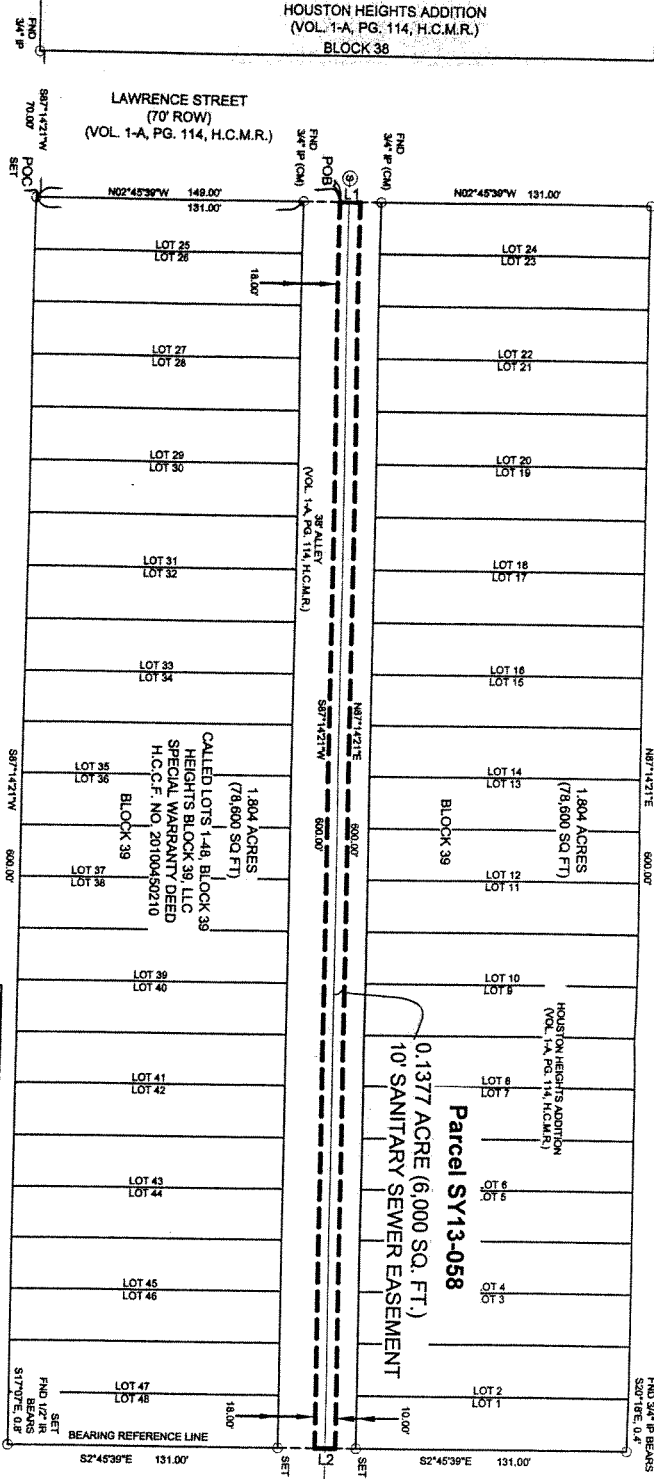 HOUSTON HEIGHTS ADDITION
(VOL. 1-A, PG. 114, H.C.M.R.)
BLOCK 38
FND
3/4" IP
S87°14'21"W
70.00'
LAWRENCE STREET
(70' ROW)
(VOL. 1-A, PG. 114, H.C.M.R.)
POC
SET
N02°45'39"W 149.00'
131.00'
FND
3/4" IP (CM)
POB
L1
FND
3/4" IP (CM)
N02°45'39"W 131.00'
LOT 25
LOT 26
LOT 27
LOT 28
LOT 29
LOT 30
LOT 31
LOT 32
LOT 33
LOT 34
LOT 35
LOT 36
LOT 37
LOT 38
LOT 39
LOT 40
LOT 41
LOT 42
LOT 43
LOT 44
LOT 45
LOT 46
LOT 47
LOT 48
18.00'
38' ALLEY
(VOL. 1-A, PG. 114, H.C.M.R.)
S87°14'21"W 600.00'
N87°14'21"E 600.00'
LOT 24
LOT 23
LOT 22
LOT 21
LOT 20
LOT 19
LOT 18
LOT 17
LOT 16
LOT 15
LOT 14
LOT 13
LOT 12
LOT 11
LOT 10
LOT 9
LOT 8
LOT 7
OT 6
OT 5
OT 4
OT 3
LOT 2
LOT 1
N87°14'21"E 600.00'
1.804 ACRES
(78,600 SQ FT)
BLOCK 39
HOUSTON HEIGHTS ADDITION
(VOL. 1-A, PG. 114, H.C.M.R.)
1.804 ACRES
(78,600 SQ FT)
CALLED LOTS 1-48, BLOCK 39
HEIGHTS BLOCK 39, LLC
SPECIAL WARRANTY DEED
H.C.C.F. NO. 20100450210
BLOCK 39
S87°14'21"W 600.00'
Parcel SY13-058
0.1377 ACRE (6,000 SQ. FT.)
10' SANITARY SEWER EASEMENT
18.00'
10.00'
L2
SET
SET
SET
FND 1/2" IR
BEARS
S17°07'E, 0.8'
BEARING REFERENCE LINE
S2°45'39"E 131.00'
S2°45'39"E 131.00'
FND 3/4" IP BEARS
S20°18'E, 0.4'